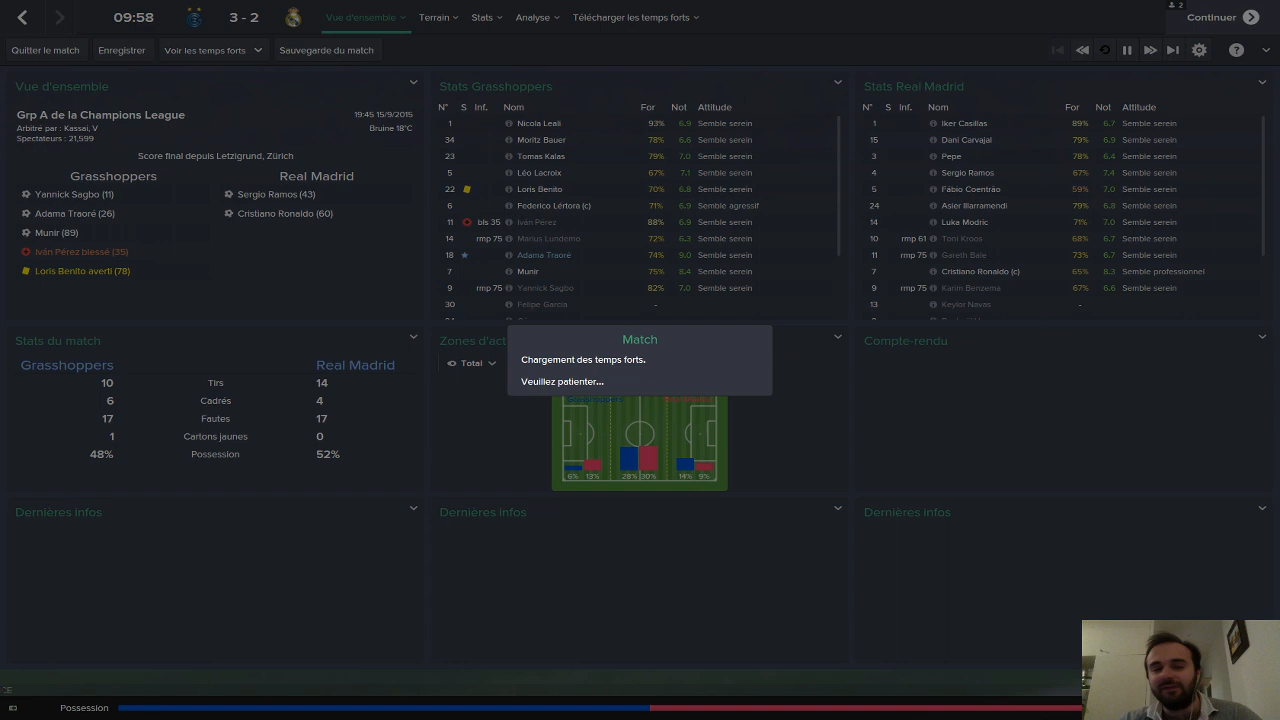 09:58 3 - 2 Vue d'ensemble Terrain Stats Analyse Télécharger les temps forts 2 Continuer
Quitter le match Enregistrer Voir les temps forts Sauvegarde du match
Vue d'ensemble
Grp A de la Champions League 19:45 15/9/2015
Arbitré par : Kassai, V Bruine 18°C
Spectateurs : 21,599
Score final depuis Letzigrund, Zürich
Grasshoppers Real Madrid
Yannick Sagbo (11) Sergio Ramos (43)
Adama Traoré (26) Cristiano Ronaldo (60)
Munir (89)
Iván Pérez blessé (35)
Loris Benito averti (78)
Stats Grasshoppers
N° S Inf. Nom For Not Attitude
1 Nicola Leali 93% 6.9 Semble serein
34 Moritz Bauer 78% 6.6 Semble serein
23 Tomas Kalas 79% 7.0 Semble serein
5 Léo Lacroix 67% 7.1 Semble serein
22 Loris Benito 70% 6.8 Semble serein
6 Federico Lértora (c) 71% 6.9 Semble agressif
11 bls 35 Iván Pérez 88% 6.9 Semble serein
14 rmp 75 Marius Lundemo 72% 6.3 Semble serein
18 Adama Traoré 74% 9.0 Semble serein
7 Munir 75% 8.4 Semble serein
9 rmp 75 Yannick Sagbo 82% 7.0 Semble serein
30 Felipe Garcia -
Stats Real Madrid
N° S Inf. Nom For Not Attitude
1 Iker Casillas 89% 6.7 Semble serein
15 Dani Carvajal 79% 6.9 Semble serein
3 Pepe 78% 6.4 Semble serein
4 Sergio Ramos 67% 7.4 Semble serein
5 Fábio Coentrão 59% 7.0 Semble serein
24 Asier Illarramendi 79% 6.8 Semble serein
14 Luka Modric 71% 7.0 Semble serein
10 rmp 61 Toni Kroos 68% 6.7 Semble serein
11 rmp 75 Gareth Bale 73% 6.7 Semble serein
7 Cristiano Ronaldo (c) 65% 8.3 Semble professionnel
9 rmp 75 Karim Benzema 67% 6.6 Semble serein
13 Keylor Navas -
Stats du match
Grasshoppers Real Madrid
10 Tirs 14
6 Cadrés 4
17 Fautes 17
1 Cartons jaunes 0
48% Possession 52%
Zones d'act
Total
Match
Chargement des temps forts.
Veuillez patienter...
6% 13% 28% 30% 14% 9%
Compte-rendu
Dernières infos
Dernières infos
Dernières infos
Possession